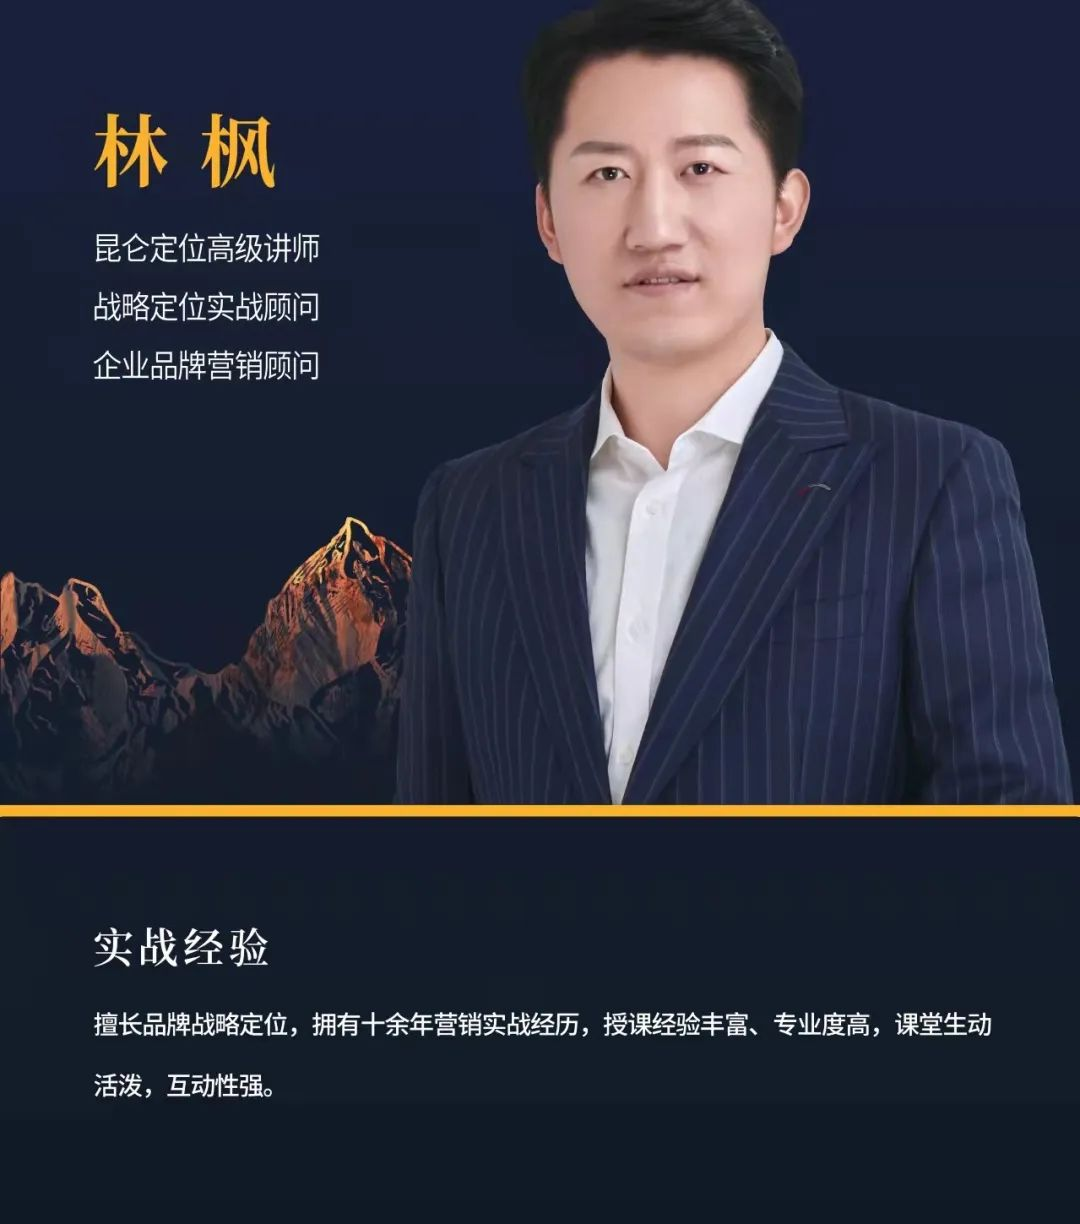 林枫
昆仑定位高级讲师
战略定位实战顾问
企业品牌营销顾问
实战经验
擅长品牌战略定位，拥有十余年营销实战经历，授课经验丰富、专业度高，课堂生动
活泼，互动性强。